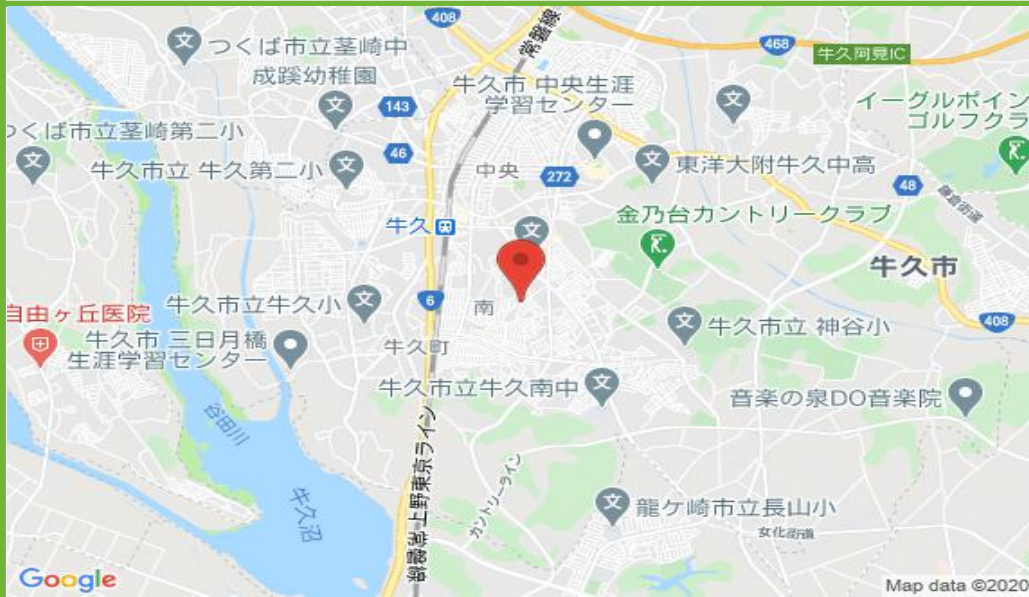 408
常磐線
468
牛久阿見IC
つくば市立茎崎中
成蹊幼稚園
牛久市 中央生涯
学習センター
143
イーグルポイン
ゴルフクラ
つくば市立茎崎第二小
46
牛久市立 牛久第二小
中央
272
東洋大附牛久中高
48
鎌倉街道
金乃台カントリークラブ
牛久
牛久市
自由ヶ丘医院
牛久市立牛久小
6
南
408
牛久市 三日月橋
生涯学習センター
牛久町
牛久市立 神谷小
牛久市立牛久南中
音楽の泉DO音楽院
谷田川
常磐線上野東京ライン
カントリーライン
牛久沼
龍ケ崎市立長山小
女化街道
Google
Map data ©2020